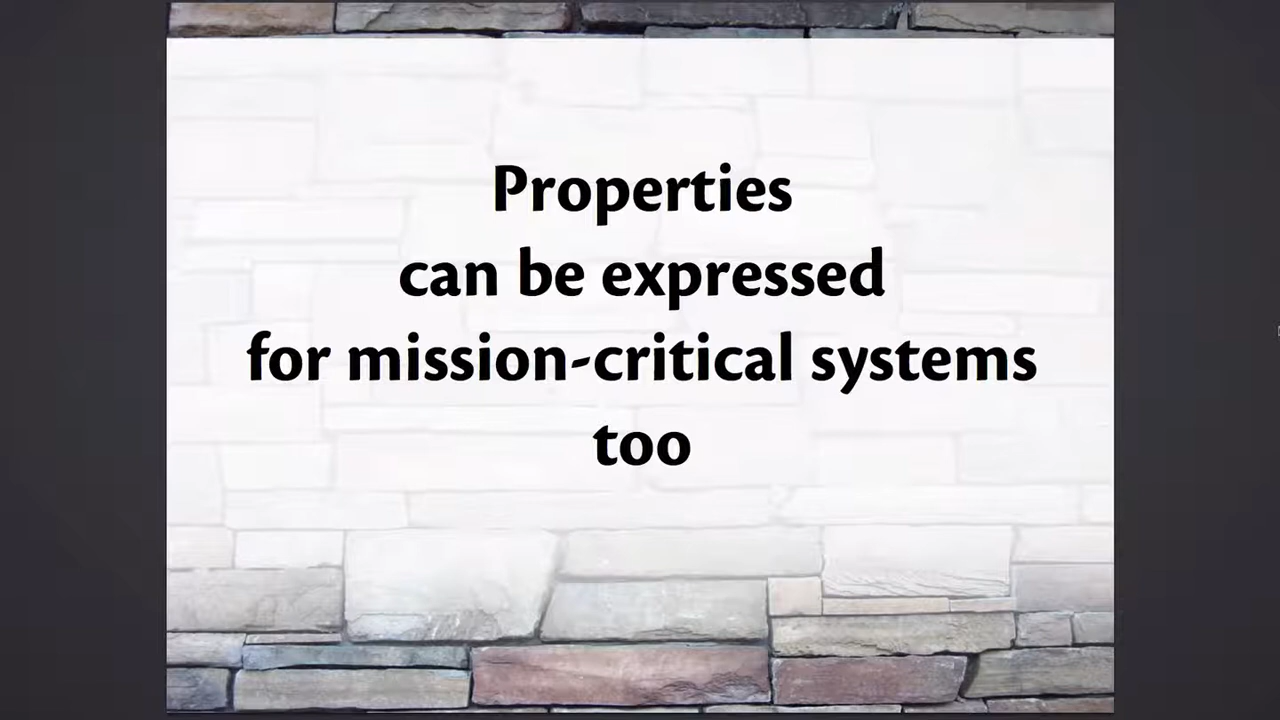 Properties
can be expressed
for mission-critical systems
too